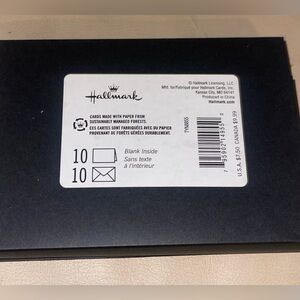 Hallmark
CARDS MADE WITH PAPER FROM
SUSTAINABLY MANAGED FORESTS.
CES CARTES SONT FABRIQUÉES AVEC DU PAPIER
PROVENANT DE FORÊTS GÉRÉES DURABLEMENT.
10
Blank Inside
Sans texte
à l'intérieur
10
© Hallmark Licensing, LLC
Mfd. for/Fabriqué pour Hallmark Cards, Inc.
Kansas City, MO 64141
Produced in China
Hallmark.com
U.S.A. $7.50 CANADA $9.99